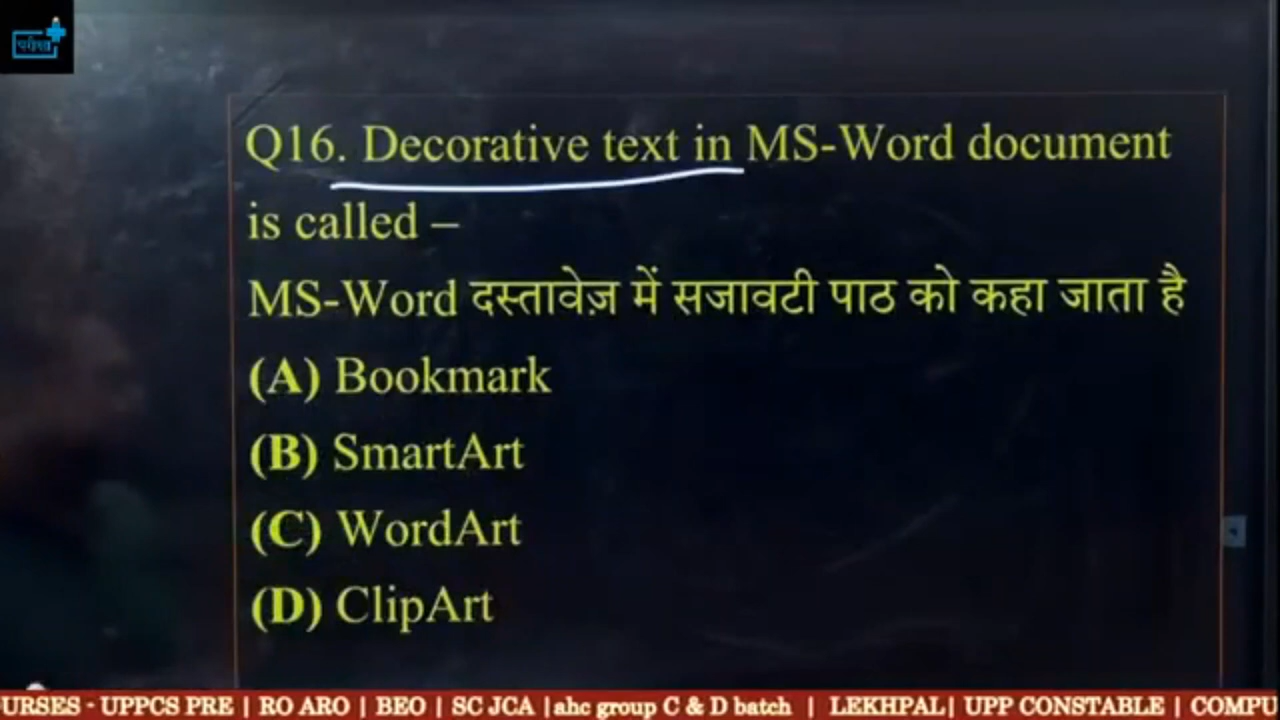 परीक्षा
Q16. Decorative text in MS-Word document
is called –
MS-Word दस्तावेज़ में सजावटी पाठ को कहा जाता है
(A) Bookmark
(B) SmartArt
(C) WordArt
(D) ClipArt
URSES - UPPCS PRE | RO ARO | BEO | SC JCA |ahc group C & D batch | LEKHPAL| UPP CONSTABLE | COMPU